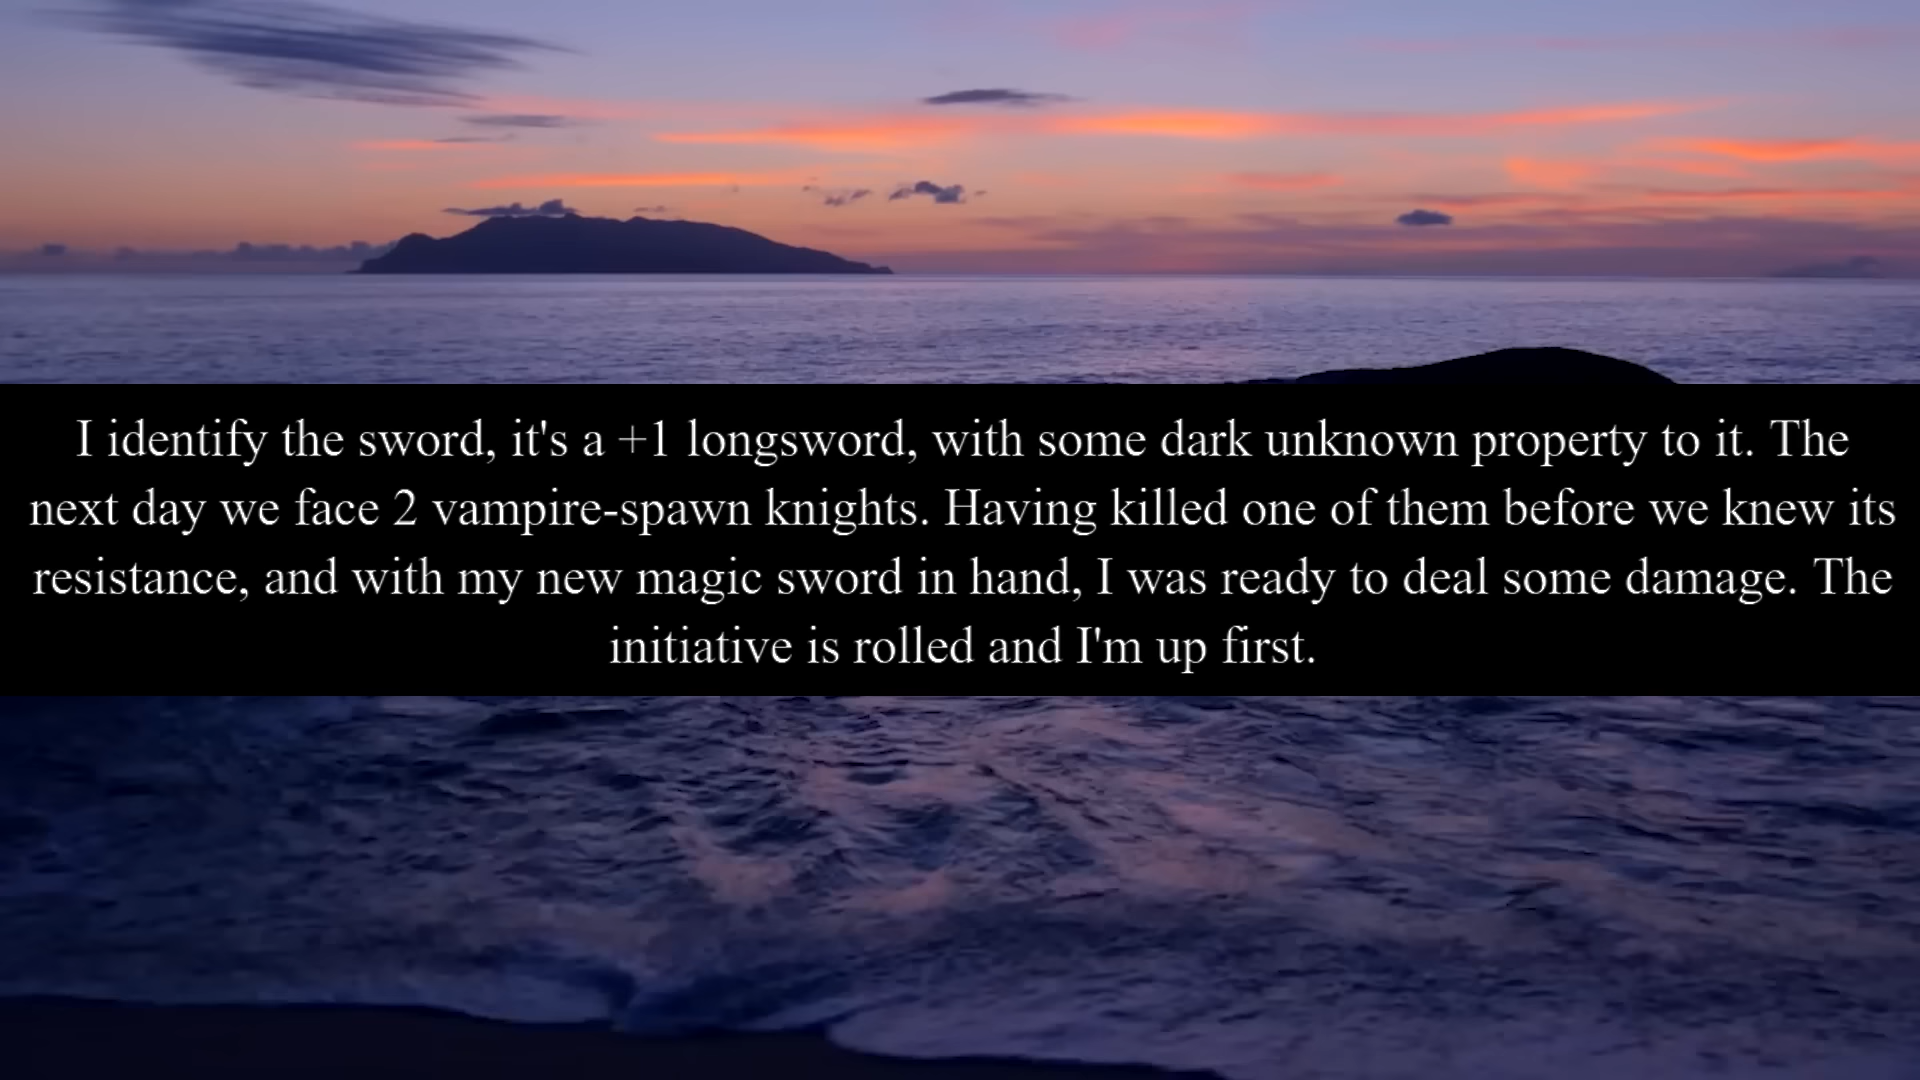 I identify the sword, it's a +1 longsword, with some dark unknown property to it. The
next day we face 2 vampire-spawn knights. Having killed one of them before we knew its
resistance, and with my new magic sword in hand, I was ready to deal some damage. The
initiative is rolled and I'm up first.